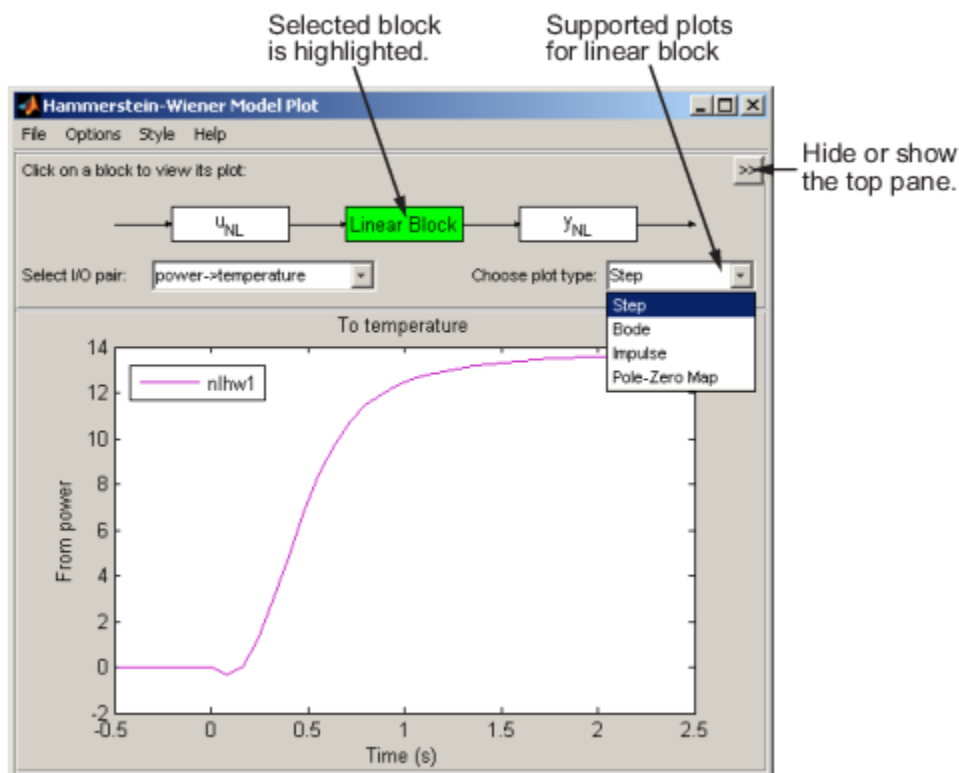 Selected block
is highlighted.
Supported plots
for linear block
Hammerstein-Wiener Model Plot
File Options Style Help
Click on a block to view its plot:
>>
Hide or show
the top pane.
uNL
Linear Block
yNL
Select I/O pair:
power->temperature
Choose plot type:
Step
Step
Bode
Impulse
Pole-Zero Map
To temperature
nlhw1
14
12
10
8
6
4
2
0
-2
From power
-0.5 0 0.5 1 1.5 2 2.5
Time (s)